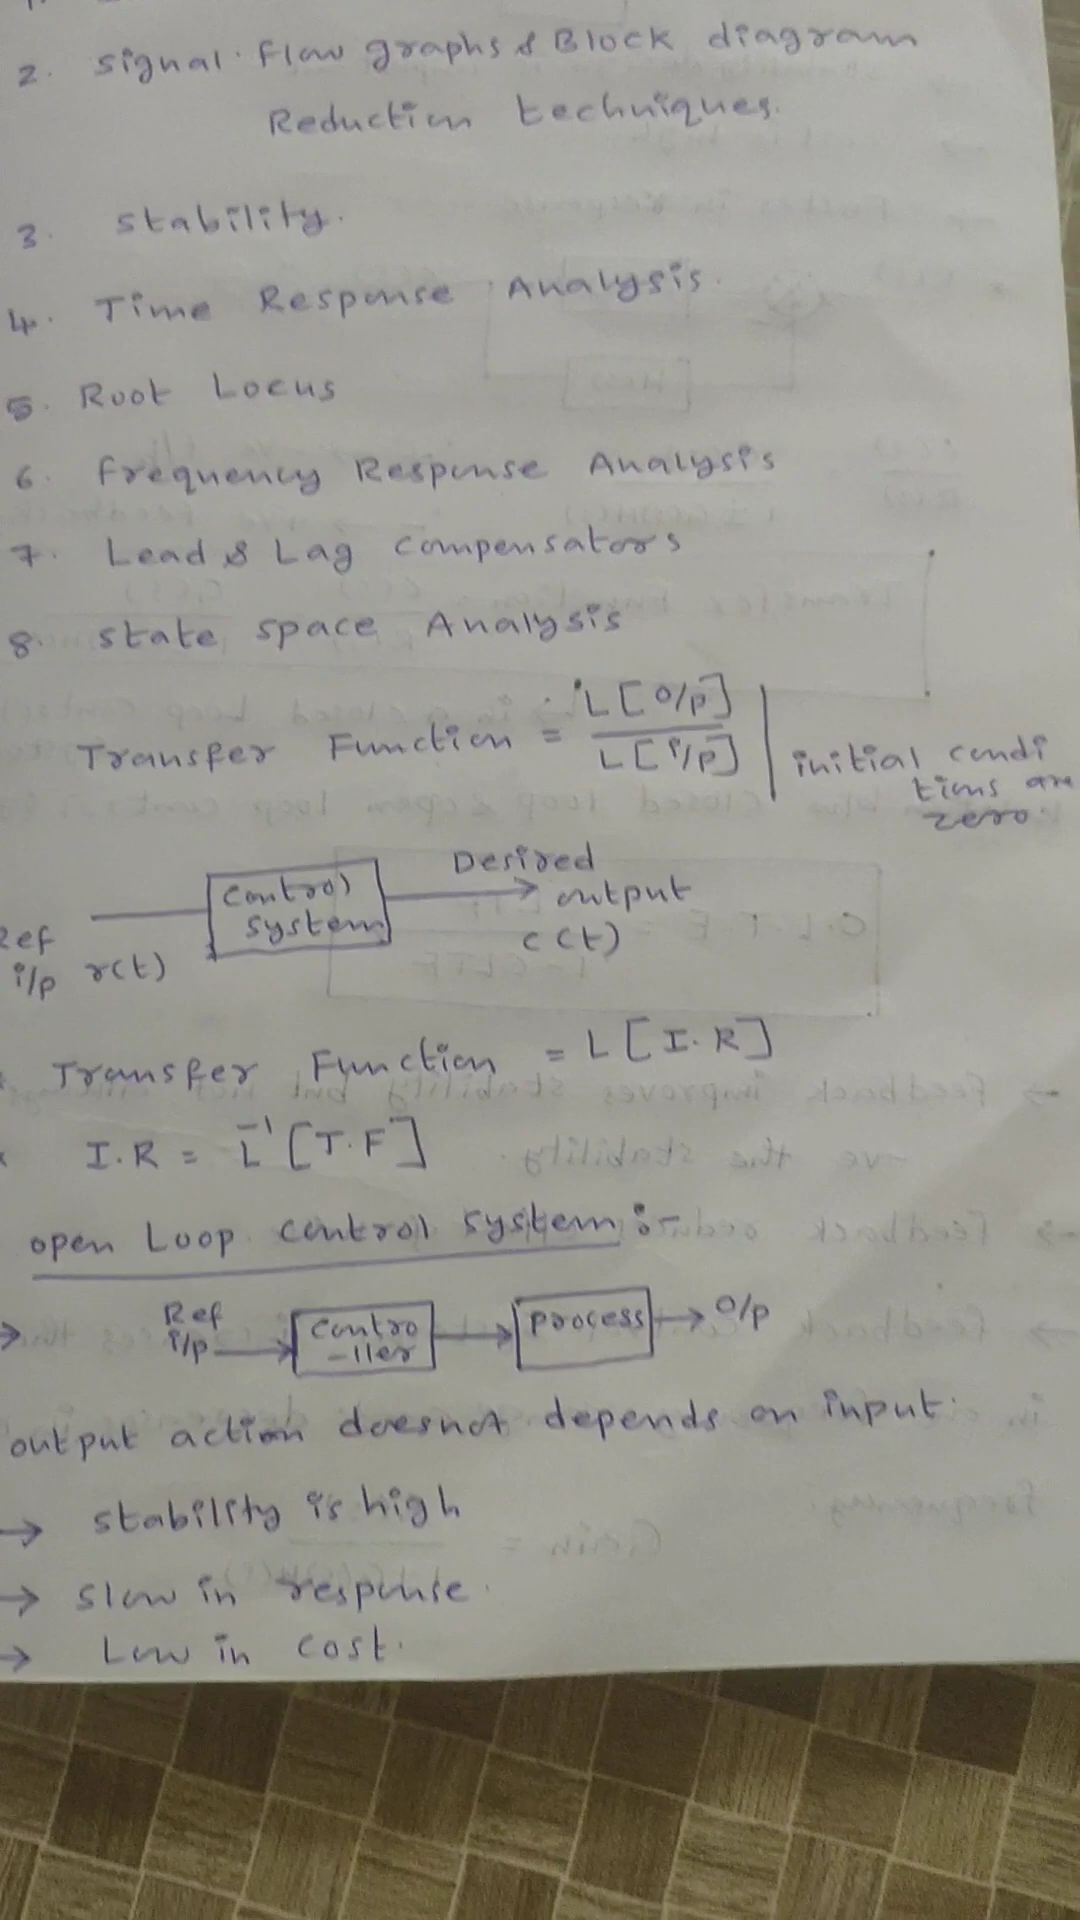 2. Signal Flow graphs & Block diagram
Reduction techniques.
3. Stability.
4. Time Response Analysis.
5. Root Locus
6. Frequency Response Analysis
7. Lead & Lag compensators
8. State space Analysis
Transfer Function = L[O/p] / L[i/p] | initial condi
tions are
zero.
Ref i/p r(t) control system Desired output c(t)
Transfer Function = L[I.R]
I.R = L⁻¹[T.F]
open Loop control system :-
→ Ref i/p → contro -ller → process → O/p
output action doesnot depends on input.
→ stability is high
→ slow in response.
→ Low in cost.